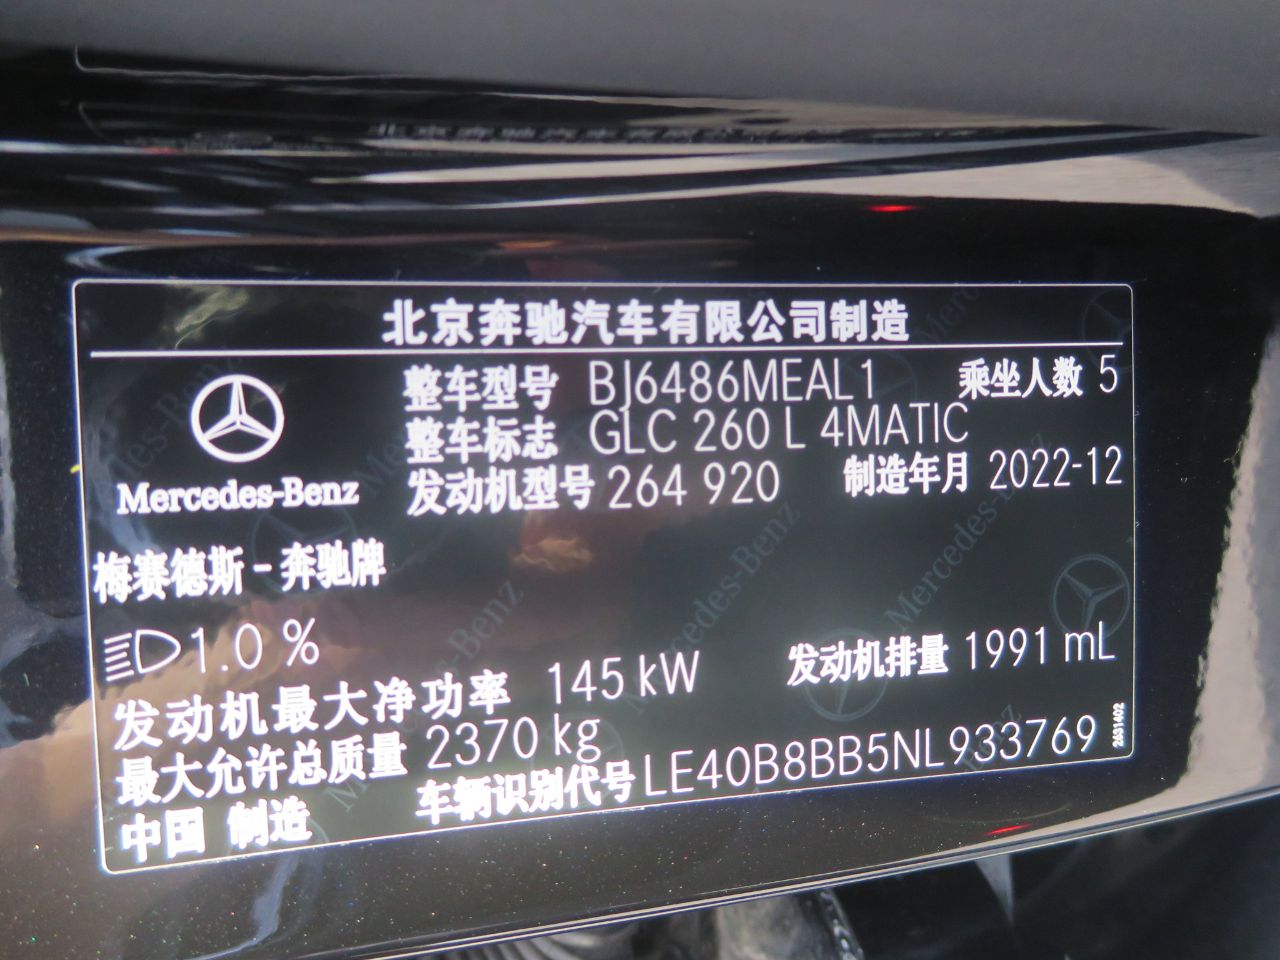 北京奔驰汽车有限公司制造
整车型号 BJ6486MEAL1 乘坐人数 5
整车标志 GLC 260 L 4MATIC
Mercedes-Benz 发动机型号 264 920 制造年月 2022-12
梅赛德斯-奔驰牌
1.0 %
发动机最大净功率 145 kW 发动机排量 1991 mL
最大允许总质量 2370 kg
中国 制造 车辆识别代号 LE40B8BB5NL933769
2631402